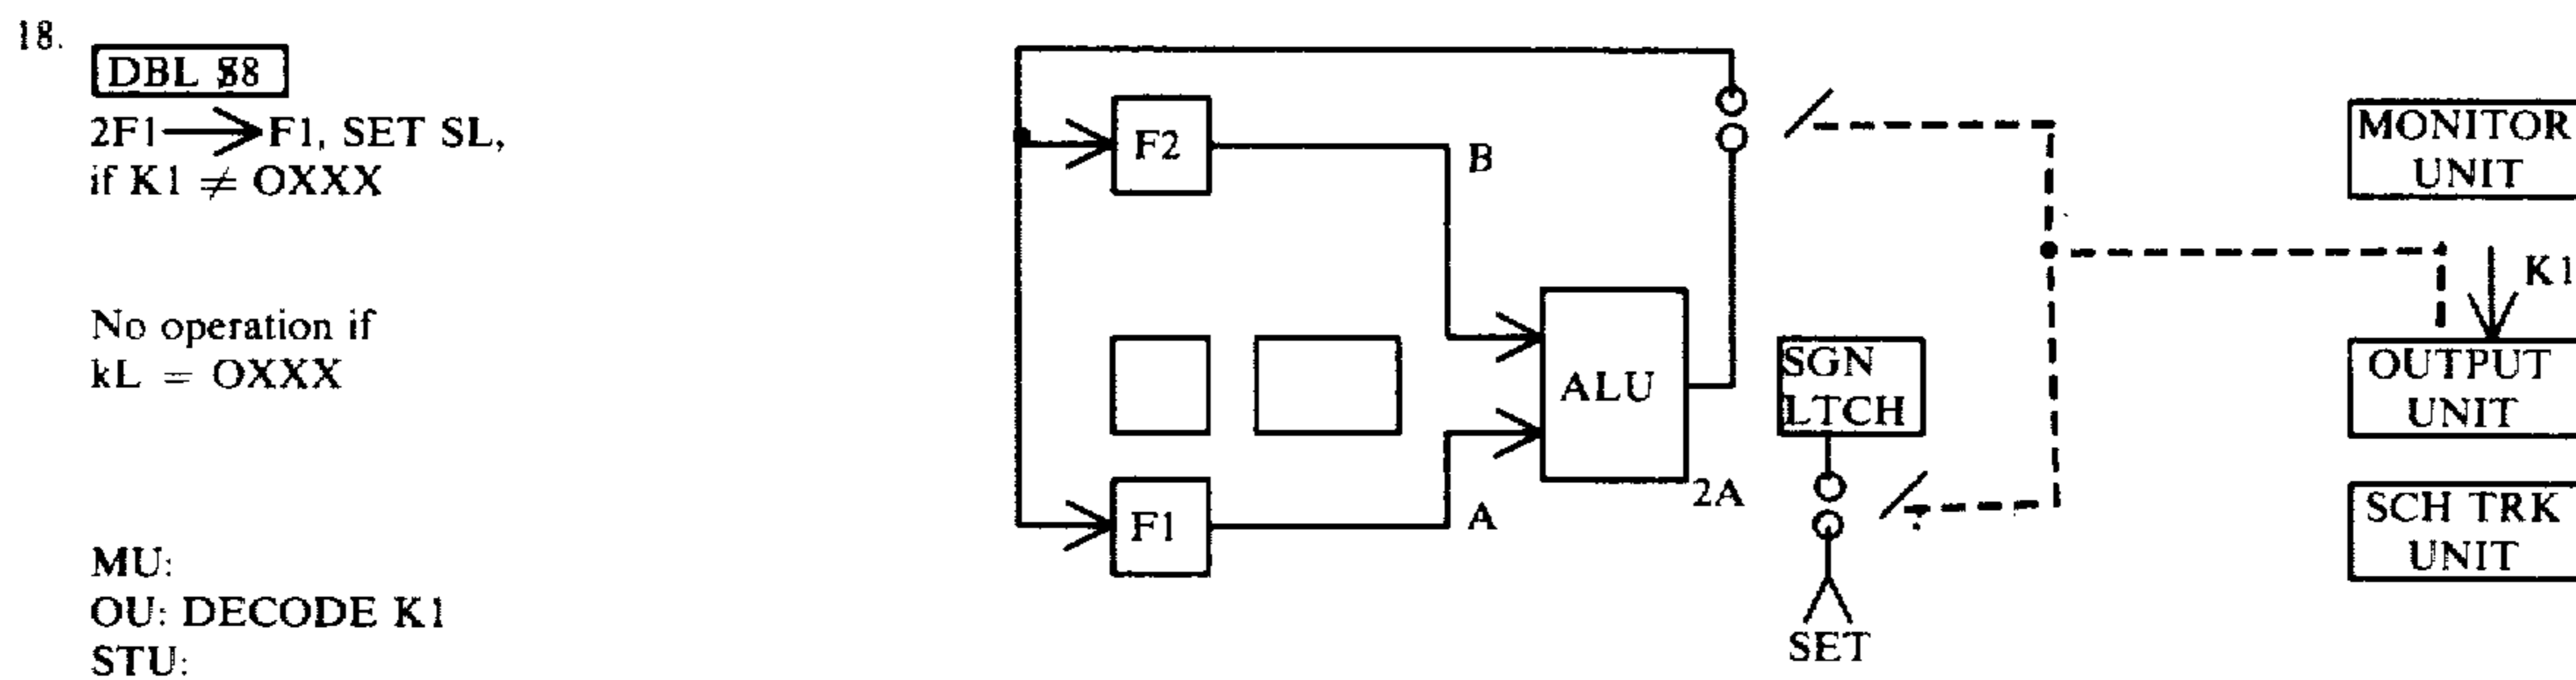 18.
DBL $8
2F1→F1, SET SL,
if K1 ≠ OXXX
No operation if
kL = OXXX
MU:
OU: DECODE K1
STU:
F2
B
F1
A
ALU
2A
SGN
LTCH
SET
MONITOR
UNIT
K1
OUTPUT
UNIT
SCH TRK
UNIT